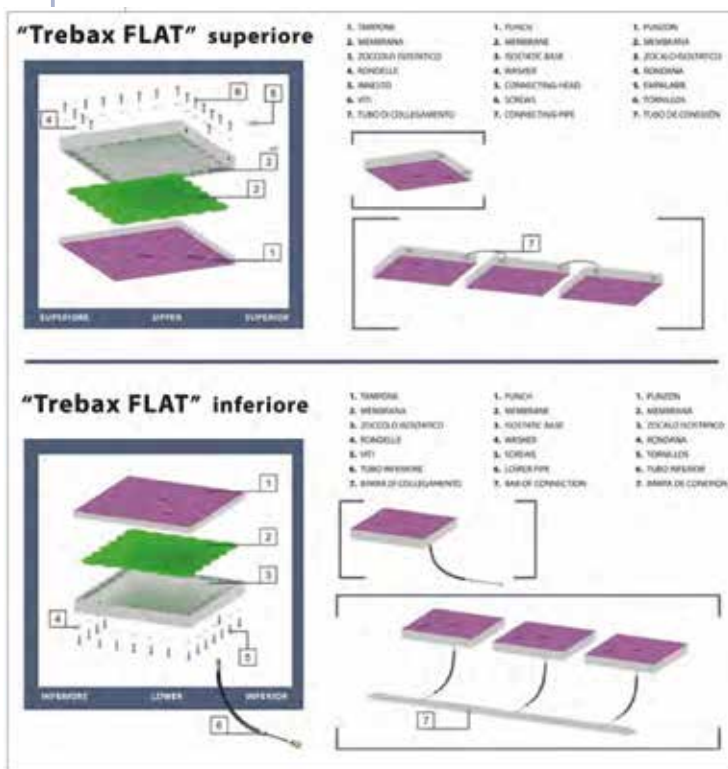 "Trebax FLAT" superiore
1. TAMPONE
2. MEMBRANA
3. ZOCCOLO ISOSTATICO
4. RONDELLE
5. INNESTO
6. VITI
7. TUBO DI COLLEGAMENTO
1. PUNCH
2. MEMBRANE
3. ISOSTATIC BASE
4. WASHER
5. CONNECTING-HEAD
6. SCREWS
7. CONNECTING-PIPE
1. PUNZON
2. MEMBRANA
3. ZOCALO ISOSTATICO
4. RONDANA
5. EMPALME
6. TORNILLOS
7. TUBO DE CONEXIÓN
6
5
4
3
2
1
7
SUPERIORE UPPER SUPERIOR
"Trebax FLAT" inferiore
1. TAMPONE
2. MEMBRANA
3. ZOCCOLO ISOSTATICO
4. RONDELLE
5. VITI
6. TUBO INFERIORE
7. BARRA DI COLLEGAMENTO
1. PUNCH
2. MEMBRANE
3. ISOSTATIC BASE
4. WASHER
5. SCREWS
6. LOWER PIPE
7. BAR OF CONNECTION
1. PUNZON
2. MEMBRANA
3. ZOCALO ISOSTATICO
4. RONDANA
5. TORNILLOS
6. TUBO INFERIOR
7. BARRA DE CONEXION
1
2
3
4
5
6
7
INFERIORE LOWER INFERIOR